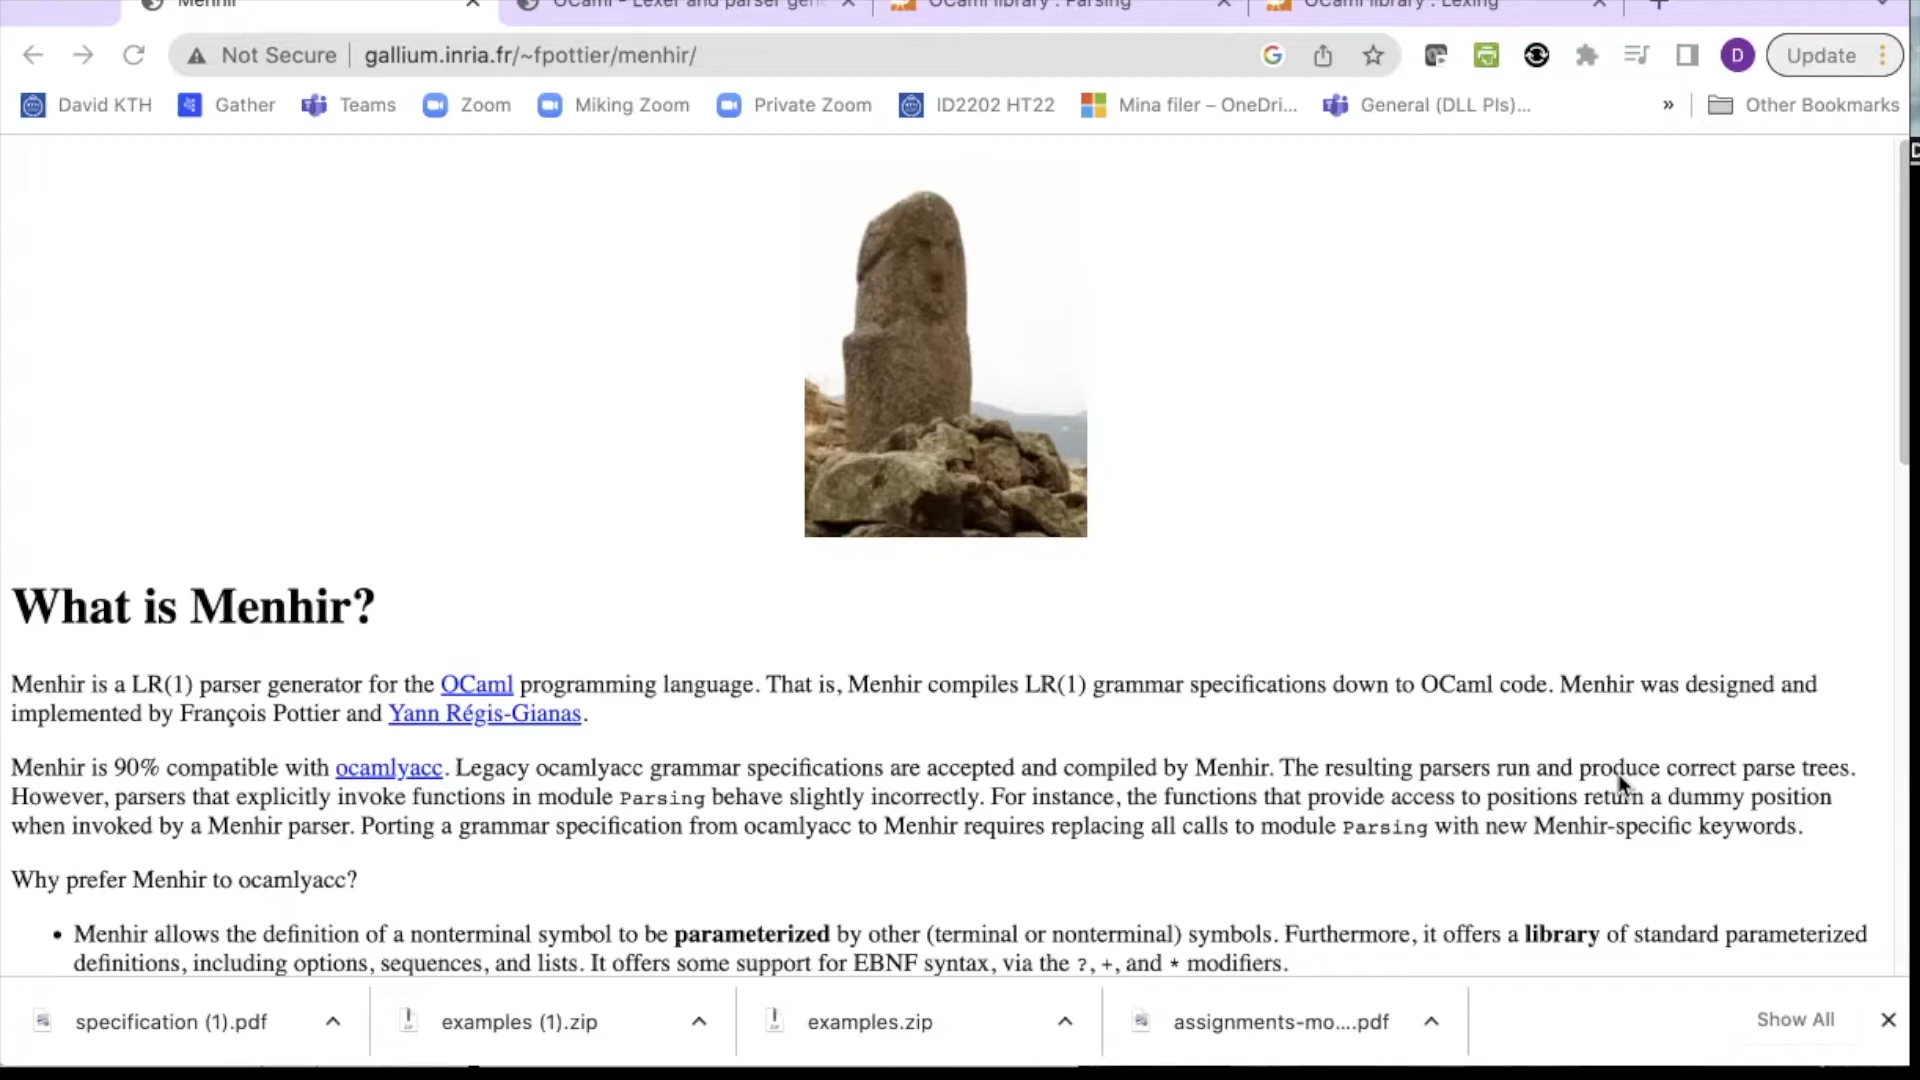 Menhir
OCaml - Lexer and parser gene
OCaml library : Parsing
OCaml library : Lexing
Not Secure
gallium.inria.fr/~fpottier/menhir/
D
Update
David KTH
Gather
Teams
Zoom
Miking Zoom
Private Zoom
ID2202 HT22
Mina filer – OneDri...
General (DLL PIs)...
»
Other Bookmarks
What is Menhir?
Menhir is a LR(1) parser generator for the OCaml programming language. That is, Menhir compiles LR(1) grammar specifications down to OCaml code. Menhir was designed and
implemented by François Pottier and Yann Régis-Gianas.
Menhir is 90% compatible with ocamlyacc. Legacy ocamlyacc grammar specifications are accepted and compiled by Menhir. The resulting parsers run and produce correct parse trees.
However, parsers that explicitly invoke functions in module Parsing behave slightly incorrectly. For instance, the functions that provide access to positions return a dummy position
when invoked by a Menhir parser. Porting a grammar specification from ocamlyacc to Menhir requires replacing all calls to module Parsing with new Menhir-specific keywords.
Why prefer Menhir to ocamlyacc?
• Menhir allows the definition of a nonterminal symbol to be parameterized by other (terminal or nonterminal) symbols. Furthermore, it offers a library of standard parameterized
definitions, including options, sequences, and lists. It offers some support for EBNF syntax, via the ?, +, and * modifiers.
specification (1).pdf
examples (1).zip
examples.zip
assignments-mo....pdf
Show All